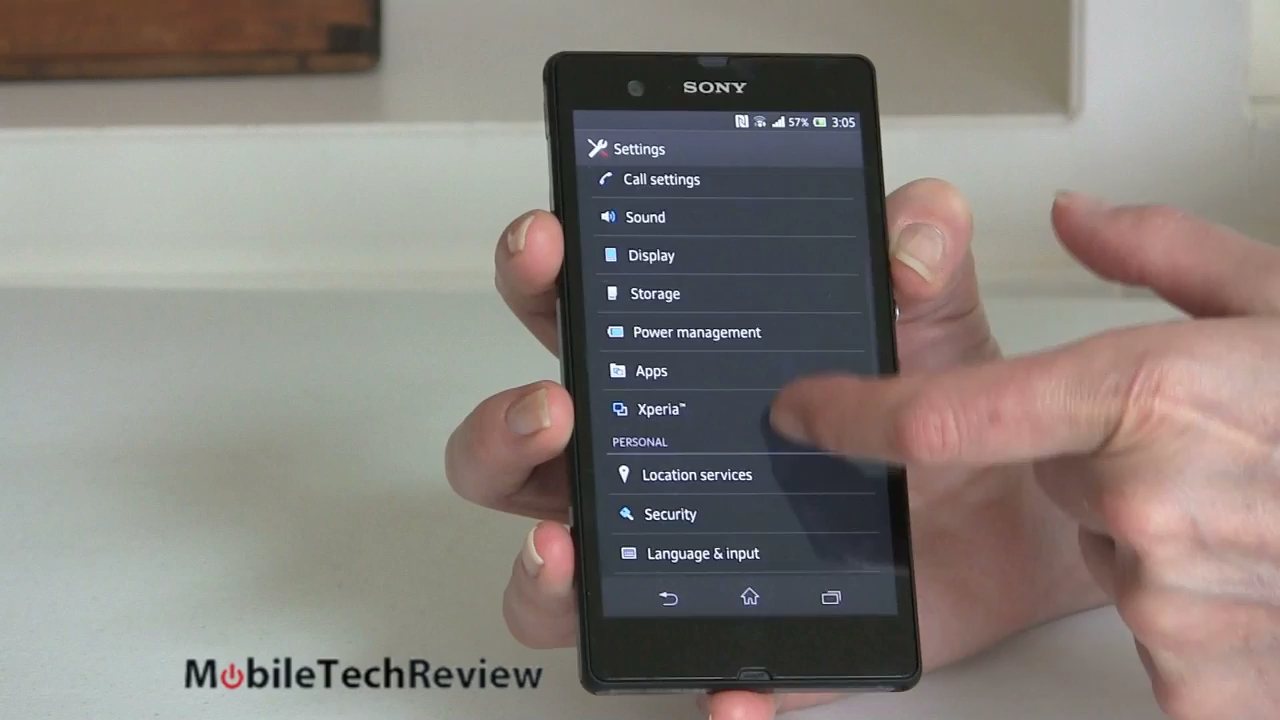 SONY
57% 3:05
Settings
Call settings
Sound
Display
Storage
Power management
Apps
Xperia™
PERSONAL
Location services
Security
Language & input
MobileTechReview